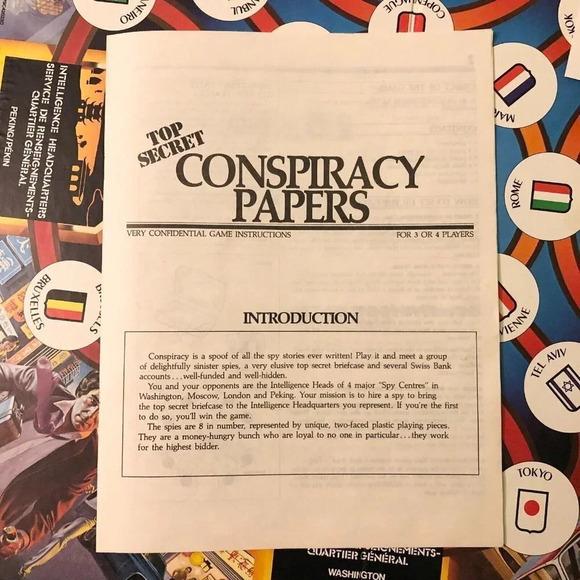 TOP
SECRET
CONSPIRACY
PAPERS
VERY CONFIDENTIAL GAME INSTRUCTIONS FOR 3 OR 4 PLAYERS
INTRODUCTION
Conspiracy is a spoof of all the spy stories ever written! Play it and meet a group
of delightfully sinister spies, a very elusive top secret briefcase and several Swiss Bank
accounts...well-funded and well-hidden.
You and your opponents are the Intelligence Heads of 4 major "Spy Centres" in
Washington, Moscow, London and Peking. Your mission is to hire a spy to bring
the top secret briefcase to the Intelligence Headquarters you represent. If you're the first
to do so, you'll win the game.
The spies are 8 in number, represented by unique, two-faced plastic playing pieces.
They are a money-hungry bunch who are loyal to no one in particular...they work
for the highest bidder.
INTELLIGENCE HEADQUARTERS
SERVICE DE RENSEIGNEMENTS-
QUARTIER GÉNÉRAL
PEKING/PÉKIN
BRUXELLES
COPENHAGUE
ROME
VIENNE
TEL AVIV
TOKYO
RENSEIGNEMENTS-
QUARTIER GÉNÉRAL
WASHINGTON